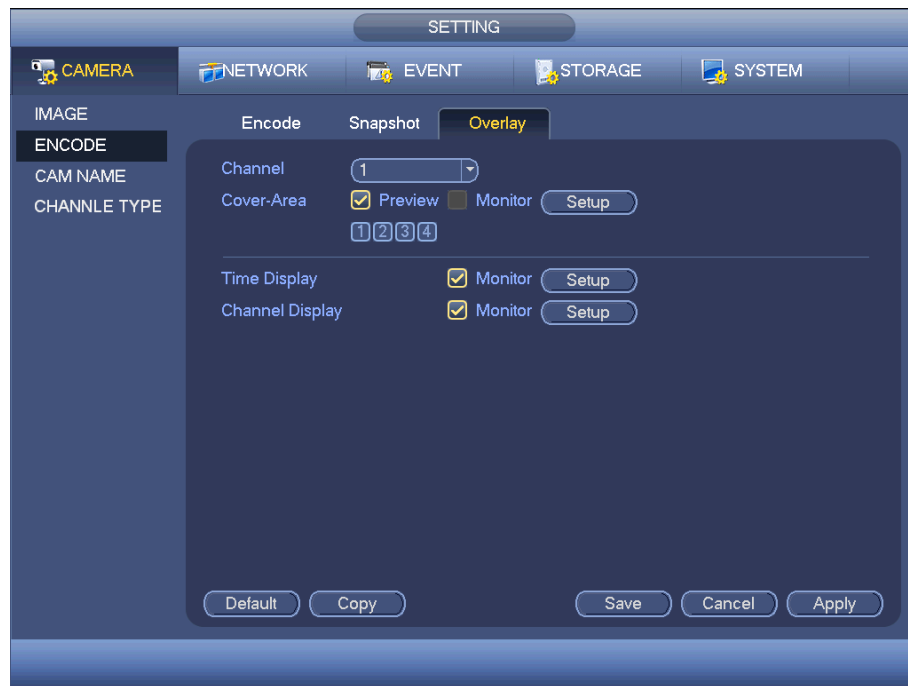 SETTING
CAMERA NETWORK EVENT STORAGE SYSTEM
IMAGE
ENCODE
CAM NAME
CHANNLE TYPE
Encode Snapshot Overlay
Channel 1
Cover-Area Preview Monitor Setup
1 2 3 4
Time Display Monitor Setup
Channel Display Monitor Setup
Default Copy Save Cancel Apply